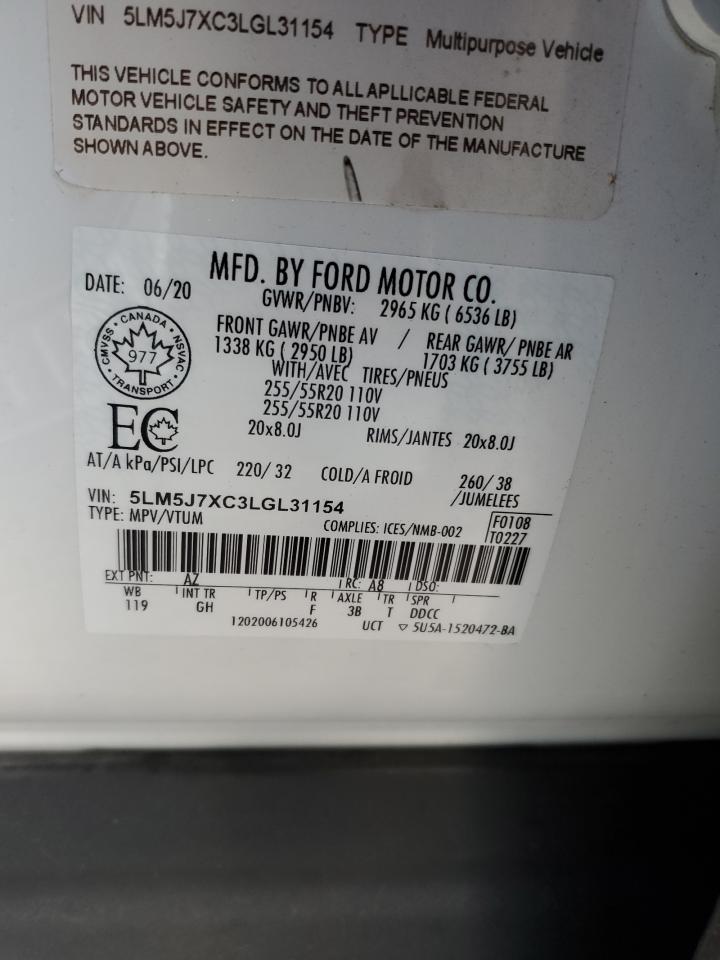 VIN 5LM5J7XC3LGL31154 TYPE Multipurpose Vehicle
THIS VEHICLE CONFORMS TO ALL APLLICABLE FEDERAL
MOTOR VEHICLE SAFETY AND THEFT PREVENTION
STANDARDS IN EFFECT ON THE DATE OF THE MANUFACTURE
SHOWN ABOVE.
MFD. BY FORD MOTOR CO.
DATE: 06/20
GVWR/PNBV: 2965 KG ( 6536 LB)
FRONT GAWR/PNBE AV / REAR GAWR/ PNBE AR
1338 KG ( 2950 LB) 1703 KG ( 3755 LB)
WITH/AVEC TIRES/PNEUS
255/55R20 110V
255/55R20 110V
20x8.0J RIMS/JANTES 20x8.0J
CMVSS • CANADA • NSVAC • TRANSPORT •
977
EC
AT/A kPa/PSI/LPC 220/ 32 COLD/A FROID 260/ 38
/JUMELEES
VIN: 5LM5J7XC3LGL31154
TYPE: MPV/VTUM COMPLIES: ICES/NMB-002
F0108
T0227
EXT PNT: AZ RC: A8 DSO:
WB INT TR TP/PS R AXLE TR SPR
119 GH F 3B T DDCC
1202006105426 UCT ▽ 5U5A-1520472-BA